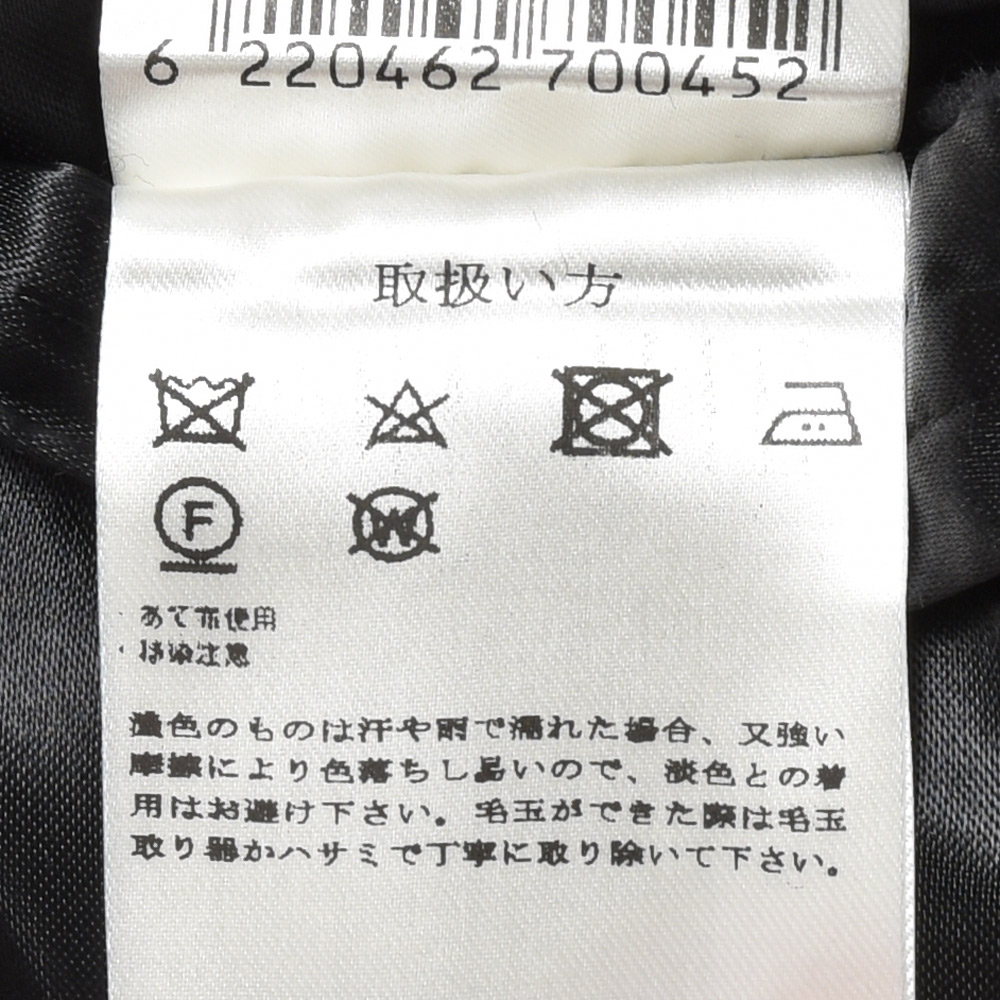 6 220462 700452
取扱い方
F
W
あて布使用
移染注意
濃色のものは汗や雨で濡れた場合、又強い
摩擦により色落ちし易いので、淡色との着
用はお避け下さい。毛玉ができた際は毛玉
取り器かハサミで丁寧に取り除いて下さい。